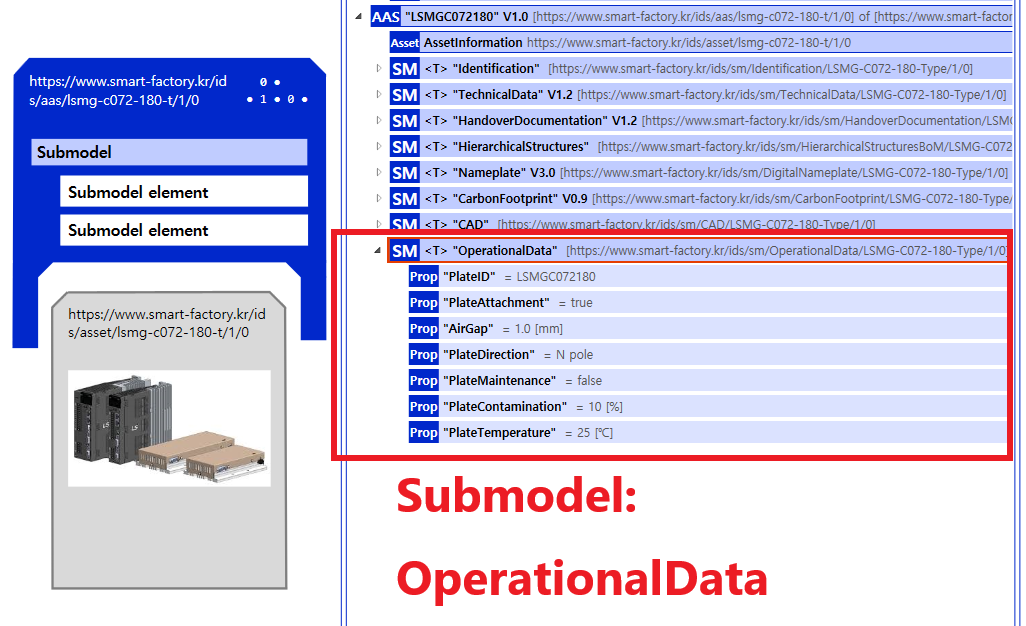 https://www.smart-factory.kr/id
s/aas/lsmg-c072-180-t/1/0
0 ●
● 1 ● 0 ●
Submodel
Submodel element
Submodel element
https://www.smart-factory.kr/id
s/asset/lsmg-c072-180-t/1/0
LS
AAS "LSMGC072180" V1.0 [https://www.smart-factory.kr/ids/aas/lsmg-c072-180-t/1/0] of [https://www.smart-factor
Asset AssetInformation https://www.smart-factory.kr/ids/asset/lsmg-c072-180-t/1/0
SM <T> "Identification" [https://www.smart-factory.kr/ids/sm/Identification/LSMG-C072-180-Type/1/0]
SM <T> "TechnicalData" V1.2 [https://www.smart-factory.kr/ids/sm/TechnicalData/LSMG-C072-180-Type/1/0]
SM <T> "HandoverDocumentation" V1.2 [https://www.smart-factory.kr/ids/sm/HandoverDocumentation/LSMG
SM <T> "HierarchicalStructures" [https://www.smart-factory.kr/ids/sm/HierarchicalStructuresBoM/LSMG-C072
SM <T> "Nameplate" V3.0 [https://www.smart-factory.kr/ids/sm/DigitalNameplate/LSMG-C072-180-Type/1/0]
SM <T> "CarbonFootprint" V0.9 [https://www.smart-factory.kr/ids/sm/CarbonFootprint/LSMG-C072-180-Type/
SM <T> "CAD" [https://www.smart-factory.kr/ids/sm/CAD/LSMG-C072-180-Type/1/0]
SM <T> "OperationalData" [https://www.smart-factory.kr/ids/sm/OperationalData/LSMG-C072-180-Type/1/0]
Prop "PlateID" = LSMGC072180
Prop "PlateAttachment" = true
Prop "AirGap" = 1.0 [mm]
Prop "PlateDirection" = N pole
Prop "PlateMaintenance" = false
Prop "PlateContamination" = 10 [%]
Prop "PlateTemperature" = 25 [℃]
Submodel:
OperationalData